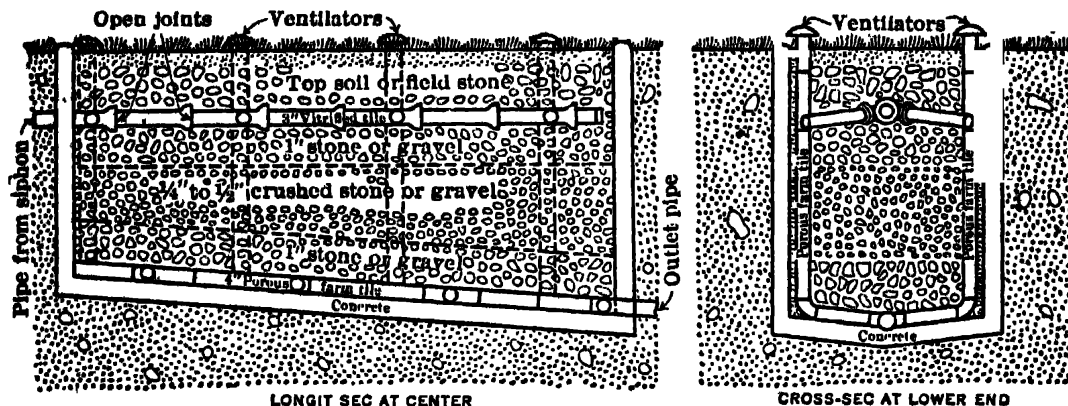 Open joints
Ventilators
Top soil or field stone
3" Vitrified tile
1" stone or gravel
¼" to ½" crushed stone or gravel
1" stone or gravel
4" Porous farm tile
Concrete
Pipe from siphon
Outlet pipe
LONGIT SEC AT CENTER
Ventilators
Porous farm tile
Porous farm tile
Concrete
CROSS-SEC AT LOWER END